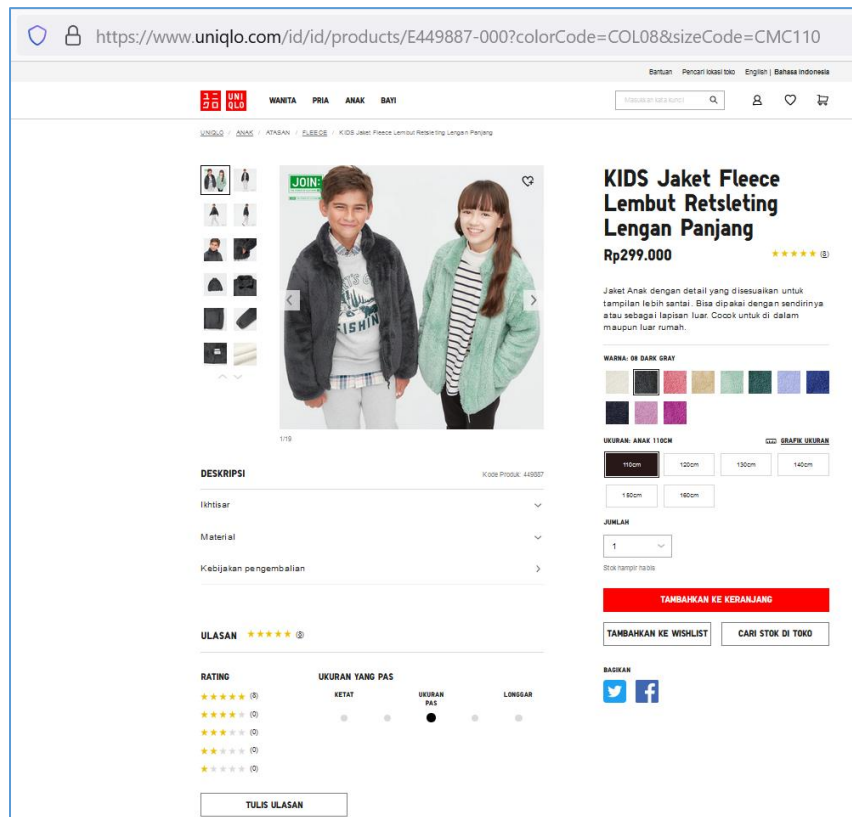 https://www.uniqlo.com/id/id/products/E449887-000?colorCode=COL08&sizeCode=CMC110
Bantuan Pencari lokasi toko English | Bahasa Indonesia
ユニクロ UNIQLO WANITA PRIA ANAK BAYI
UNIQLO / ANAK / ATASAN / FLEECE / KIDS Jaket Fleece Lembut Retsleting Lengan Panjang
JOIN:
FISHIN
1/19
KIDS Jaket Fleece
Lembut Retsleting
Lengan Panjang
Rp299.000 (8)
Jaket Anak dengan detail yang disesuaikan untuk
tampilan lebih santai. Bisa dipakai dengan sendirinya
atau sebagai lapisan luar. Cocok untuk di dalam
maupun luar rumah.
WARNA: 08 DARK GRAY
UKURAN: ANAK 110CM GRAFIK UKURAN
110cm 120cm 130cm 140cm
150cm 160cm
JUMLAH
1
Stok hampir habis
TAMBAHKAN KE KERANJANG
TAMBAHKAN KE WISHLIST CARI STOK DI TOKO
BAGIKAN
DESKRIPSI Kode Produk: 449887
Ikhtisar
Material
Kebijakan pengembalian
ULASAN (8)
RATING UKURAN YANG PAS
(8)
(0)
(0)
(0)
(0)
KETAT UKURAN PAS LONGGAR
TULIS ULASAN